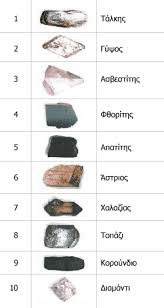 1 Τάλκης
2 Γύψος
3 Ασβεστίτης
4 Φθορίτης
5 Απατίτης
6 Άστριος
7 Χαλαζίας
8 Τοπάζι
9 Κορούνδιο
10 Διαμάντι